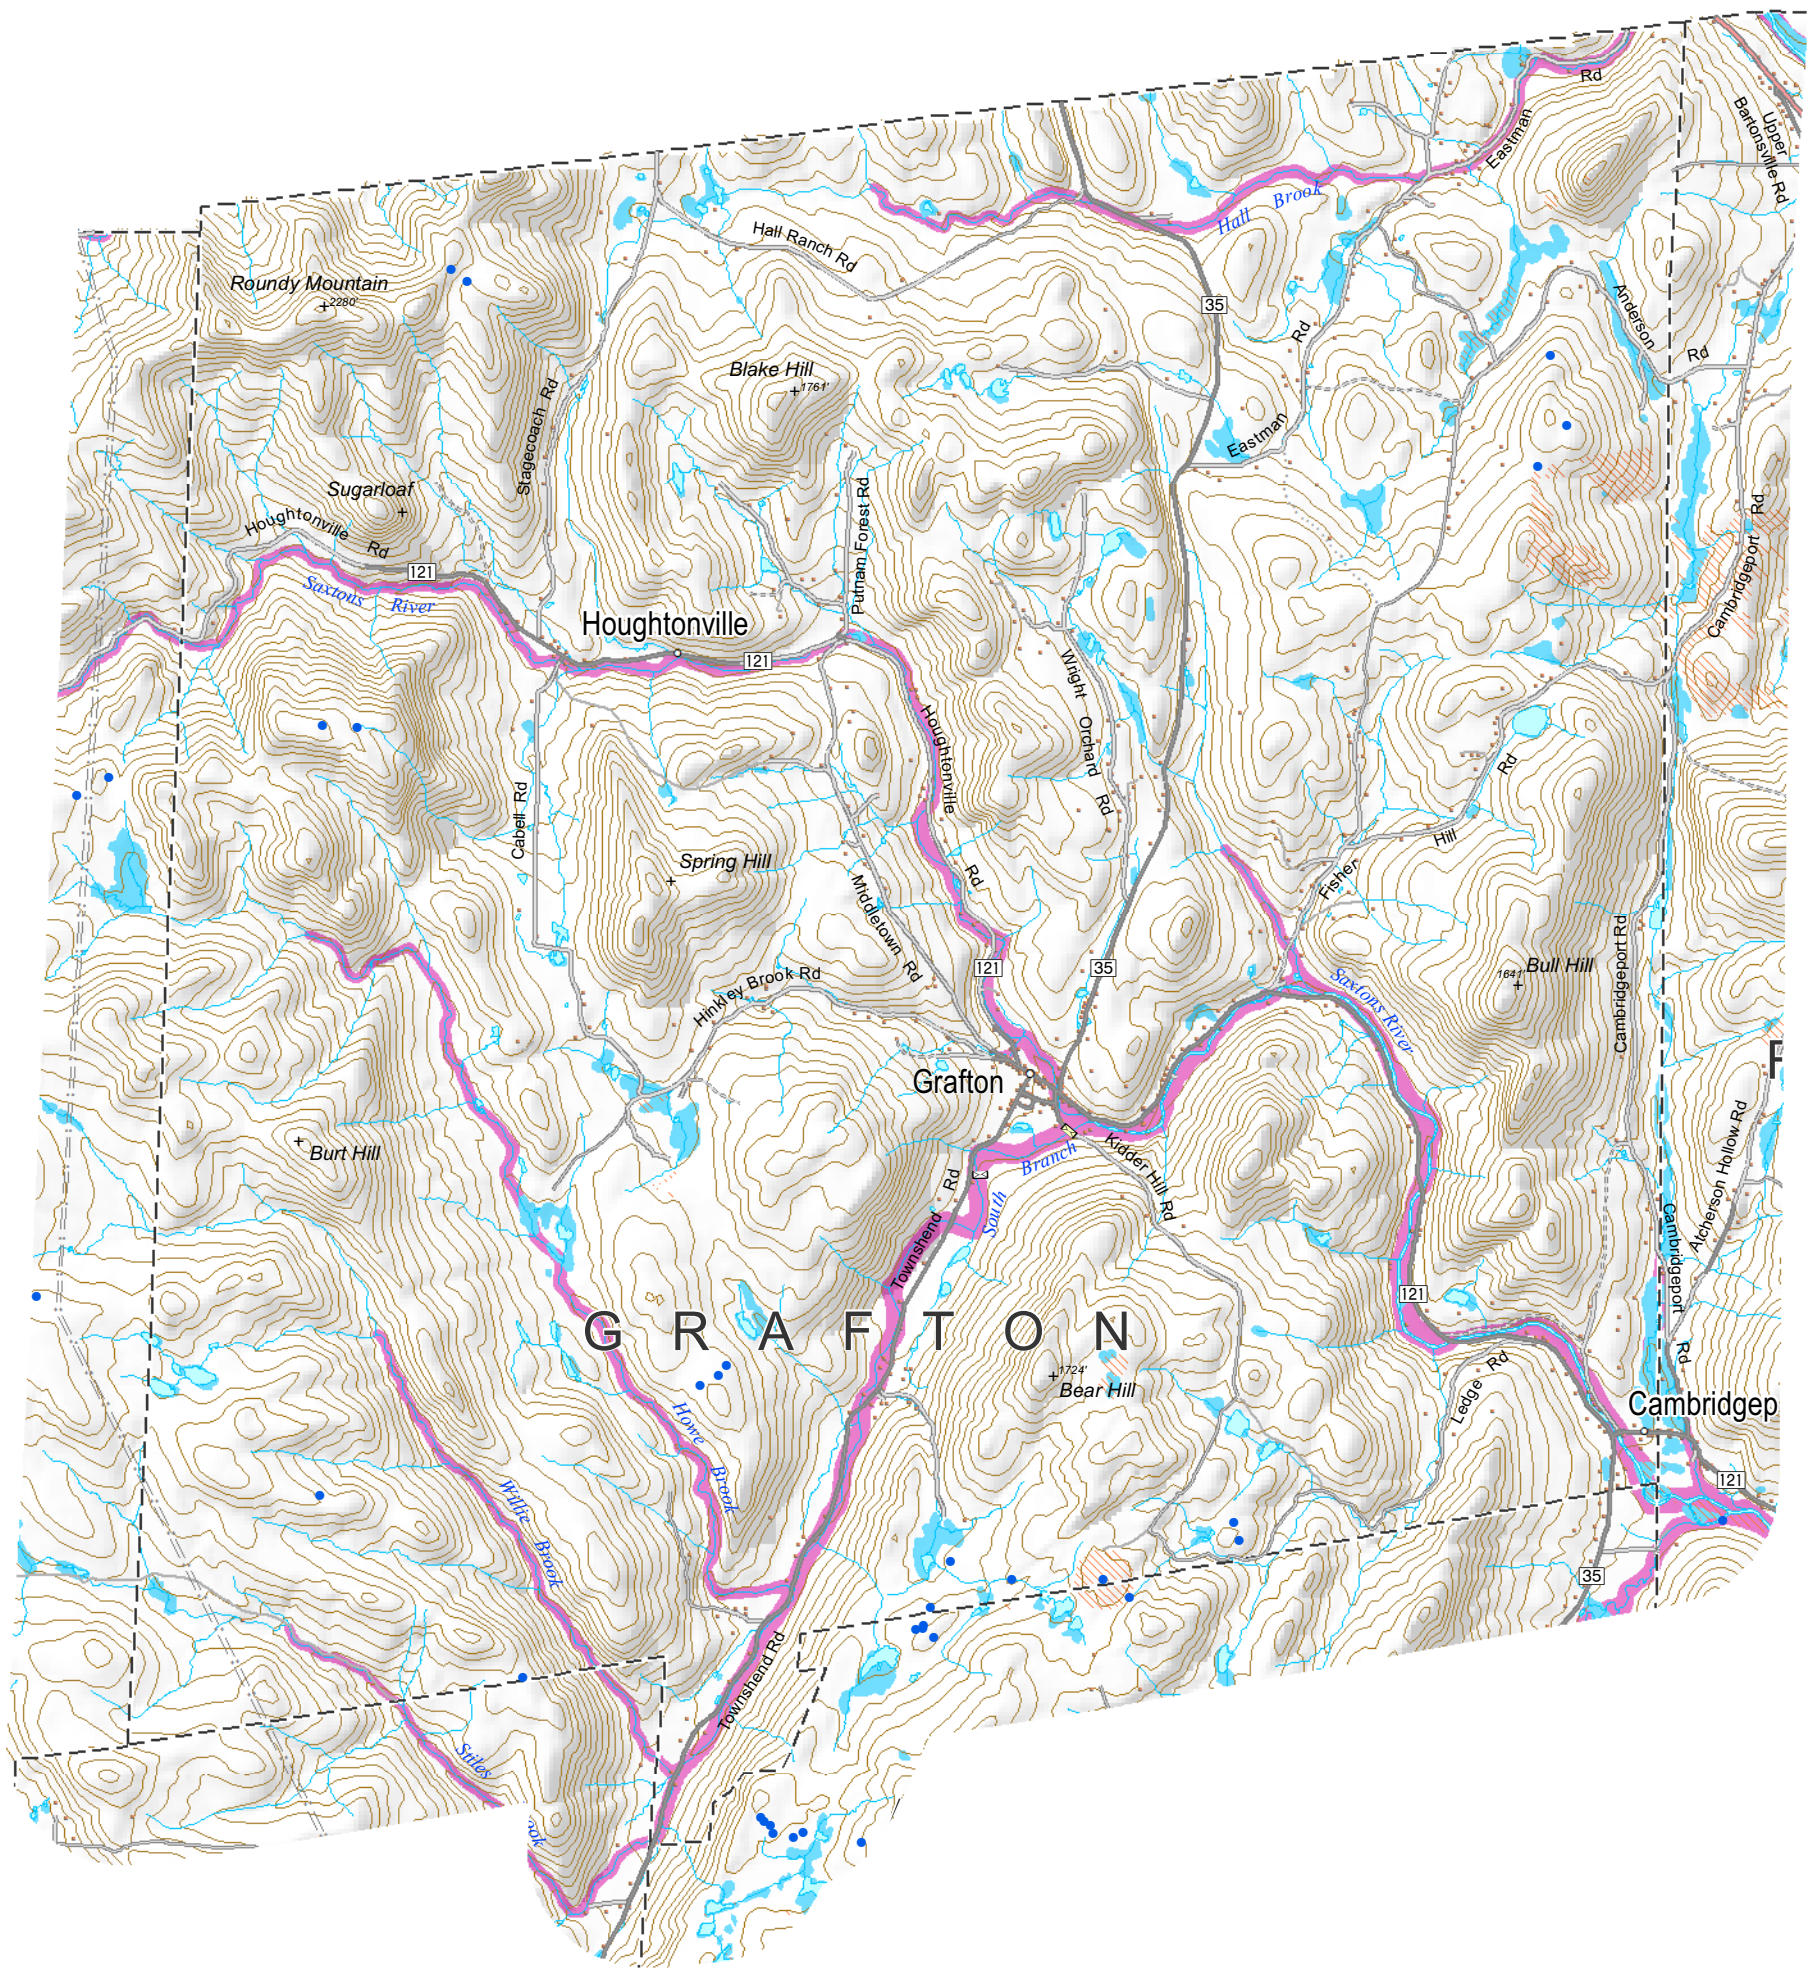 Rd
Eastman
Upper
Bartonsville Rd
Hall Brook
Hall Ranch Rd
Roundy Mountain
2280'
35
Anderson
Rd
Rd
Blake Hill
1761'
Stagecoach Rd
Eastman
Sugarloaf
Putnam Forest Rd
Houghtonville Rd
121
Saxtons River
Cambridgeport Rd
Houghtonville
121
Wright Orchard Rd
Houghtonville Rd
Rd
Hill
Fisher
Cabell Rd
Spring Hill
Middletown Rd
Hinkley Brook Rd
121
35
Saxtons River
1641'
Bull Hill
Cambridgeport Rd
Grafton
F
Kidder Hill Rd
South Branch
Townshend Rd
Burt Hill
Atcherson Hollow Rd
Cambridgeport Rd
121
GRAFTON
1724'
Bear Hill
Ledge Rd
Cambridgep
Howe Brook
Willie Brook
121
35
Townshend Rd
Stiles
ook